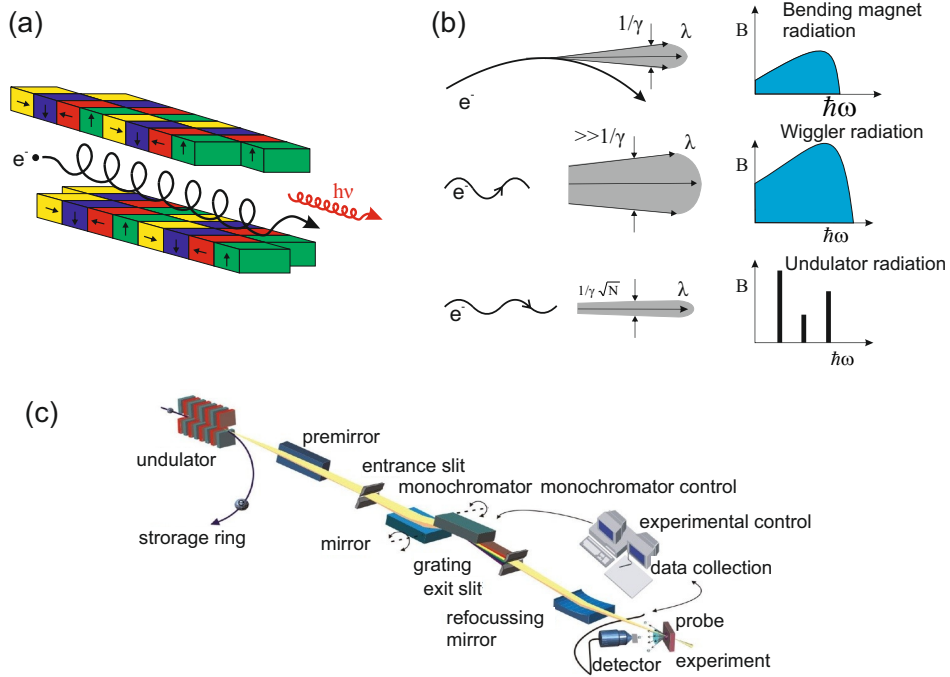 (a)
e⁻
hν
(b)
1/γ
λ
e⁻
Bending magnet
radiation
B
ħω
>>1/γ
λ
e⁻
Wiggler radiation
B
ħω
1/γ √N
λ
e⁻
Undulator radiation
B
ħω
(c)
undulator
premirror
entrance slit
monochromator
monochromator control
strorage ring
mirror
experimental control
grating
exit slit
data collection
refocussing
mirror
probe
detector
experiment